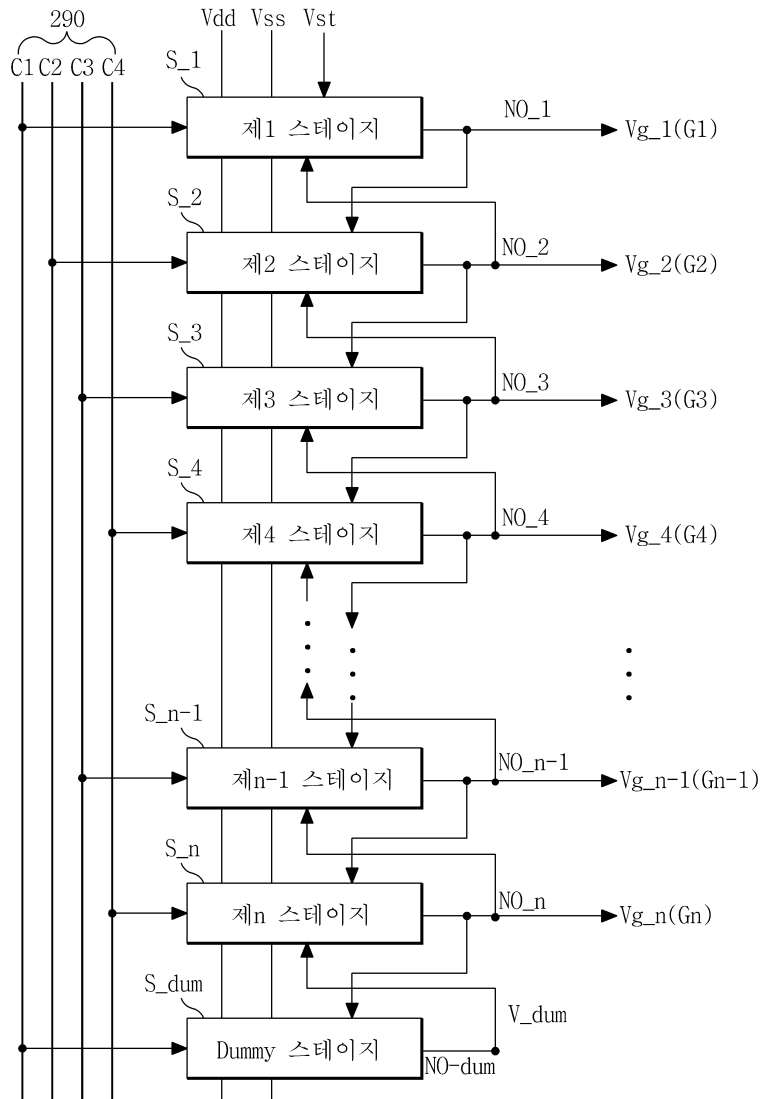 290 Vdd Vss Vst
C1 C2 C3 C4
S_1
제1 스테이지
NO_1
Vg_1(G1)
S_2
제2 스테이지
NO_2
Vg_2(G2)
S_3
제3 스테이지
NO_3
Vg_3(G3)
S_4
제4 스테이지
NO_4
Vg_4(G4)
S_n-1
제n-1 스테이지
NO_n-1
Vg_n-1(Gn-1)
S_n
제n 스테이지
NO_n
Vg_n(Gn)
S_dum
Dummy 스테이지
V_dum
NO-dum